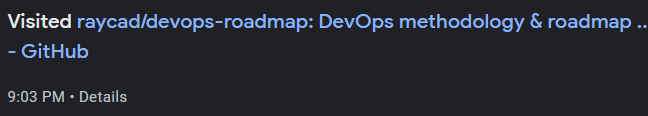 Visited raycad/devops-roadmap: DevOps methodology & roadmap ...
- GitHub
9:03 PM • Details